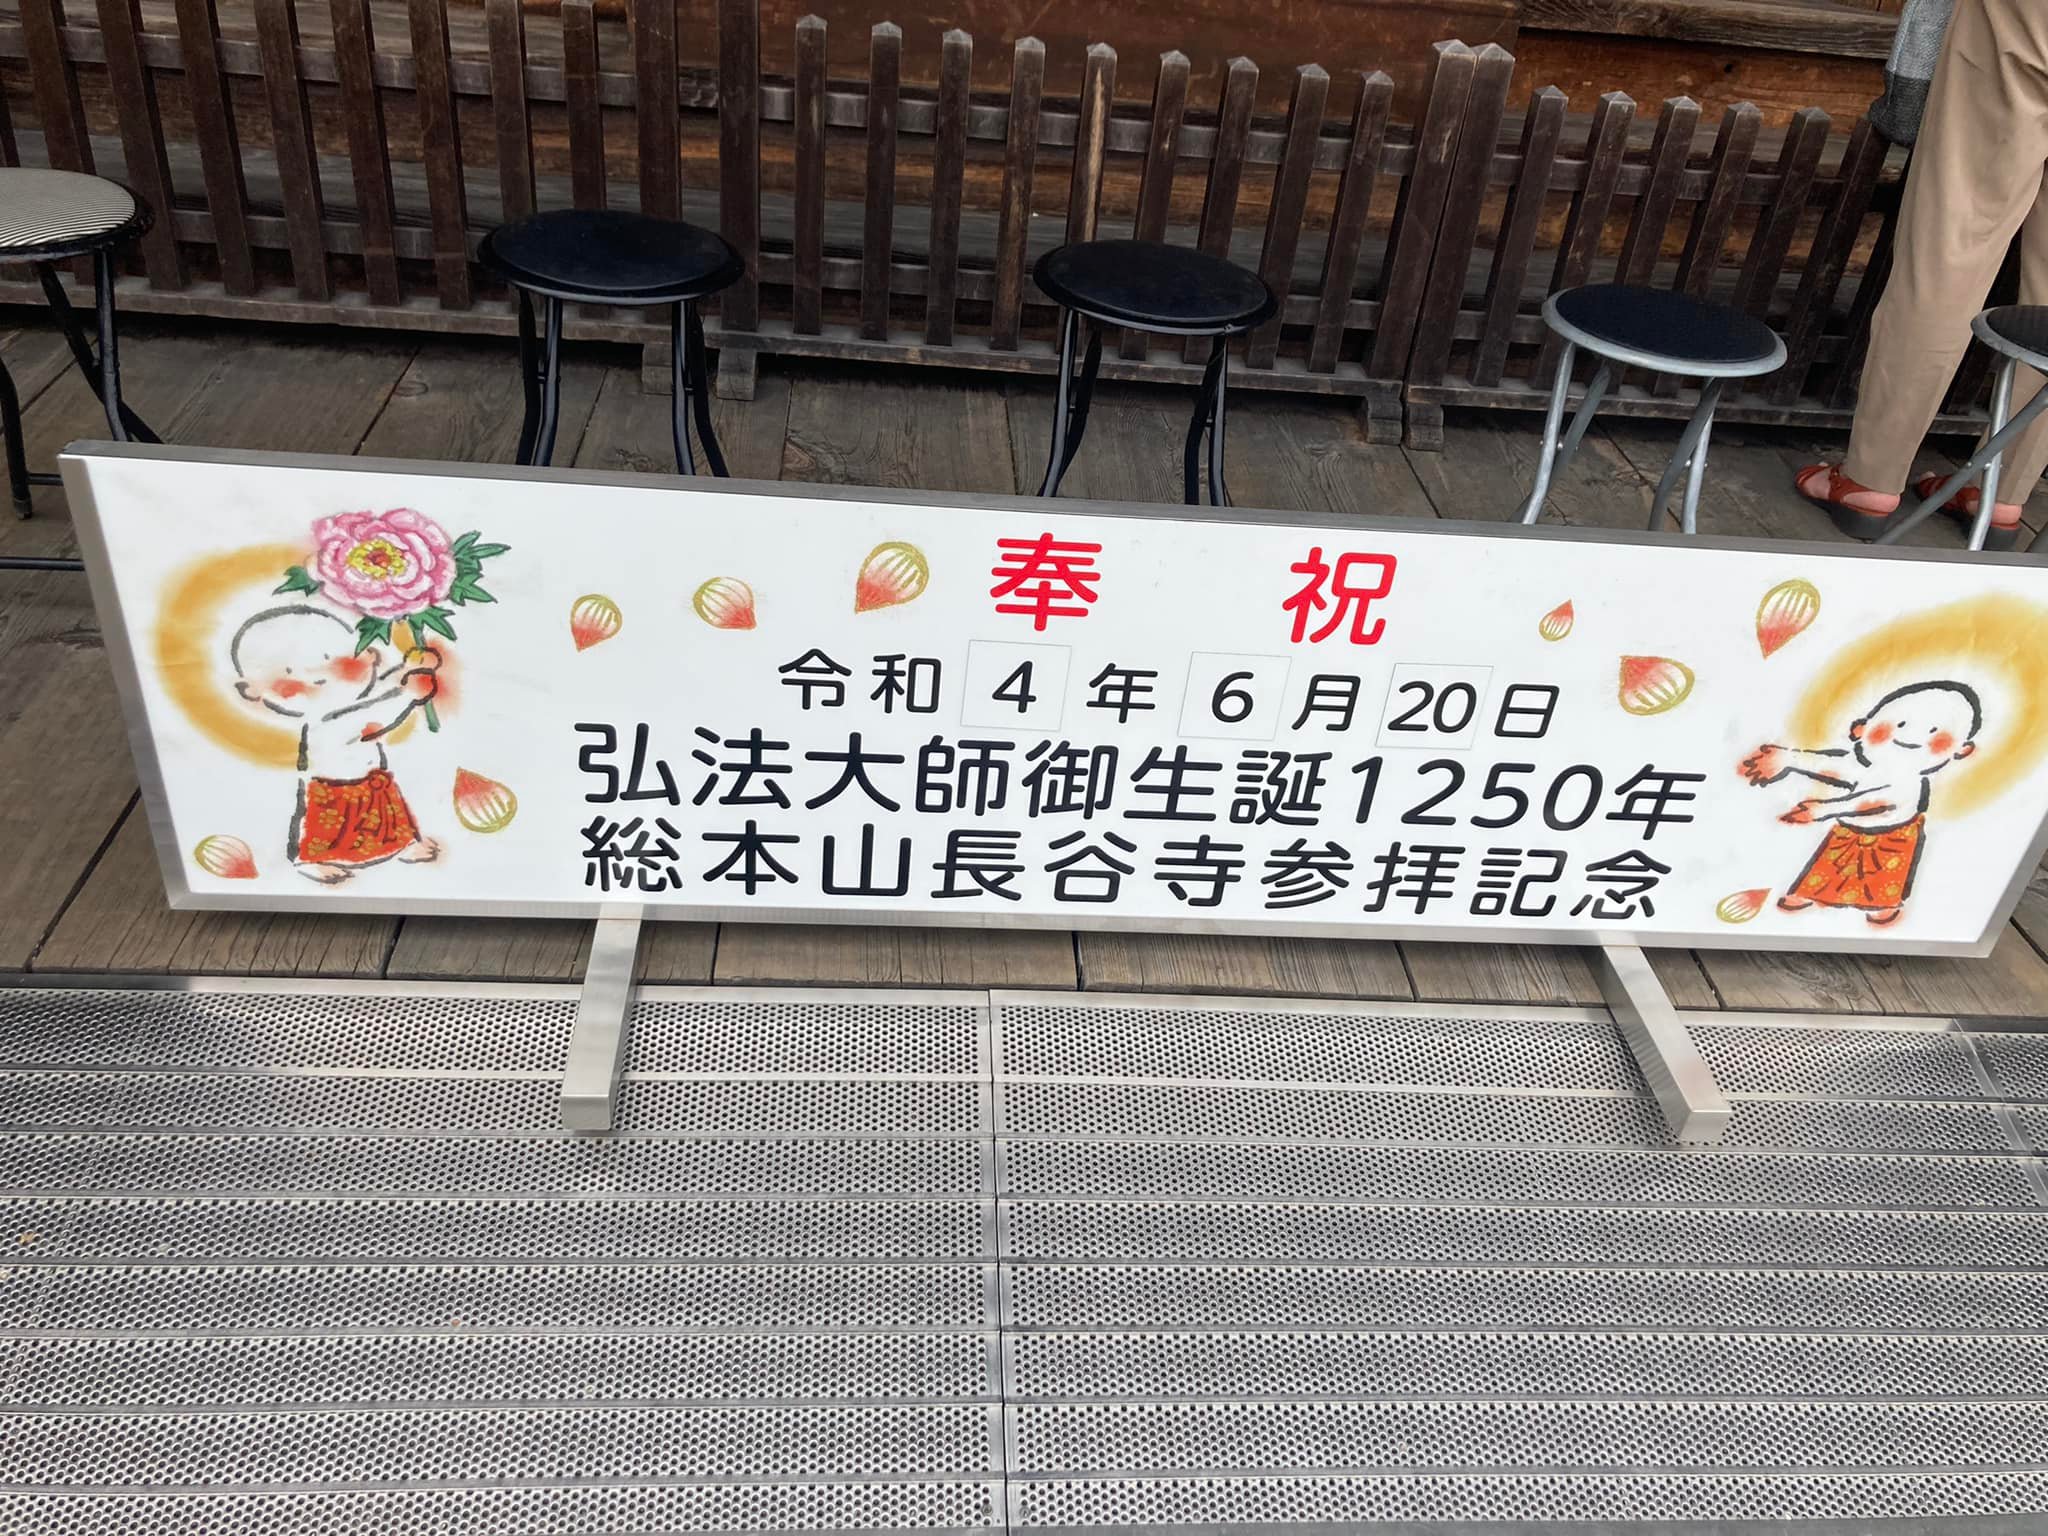 奉祝
令和4年6月20日
弘法大師御生誕1250年
総本山長谷寺参拝記念